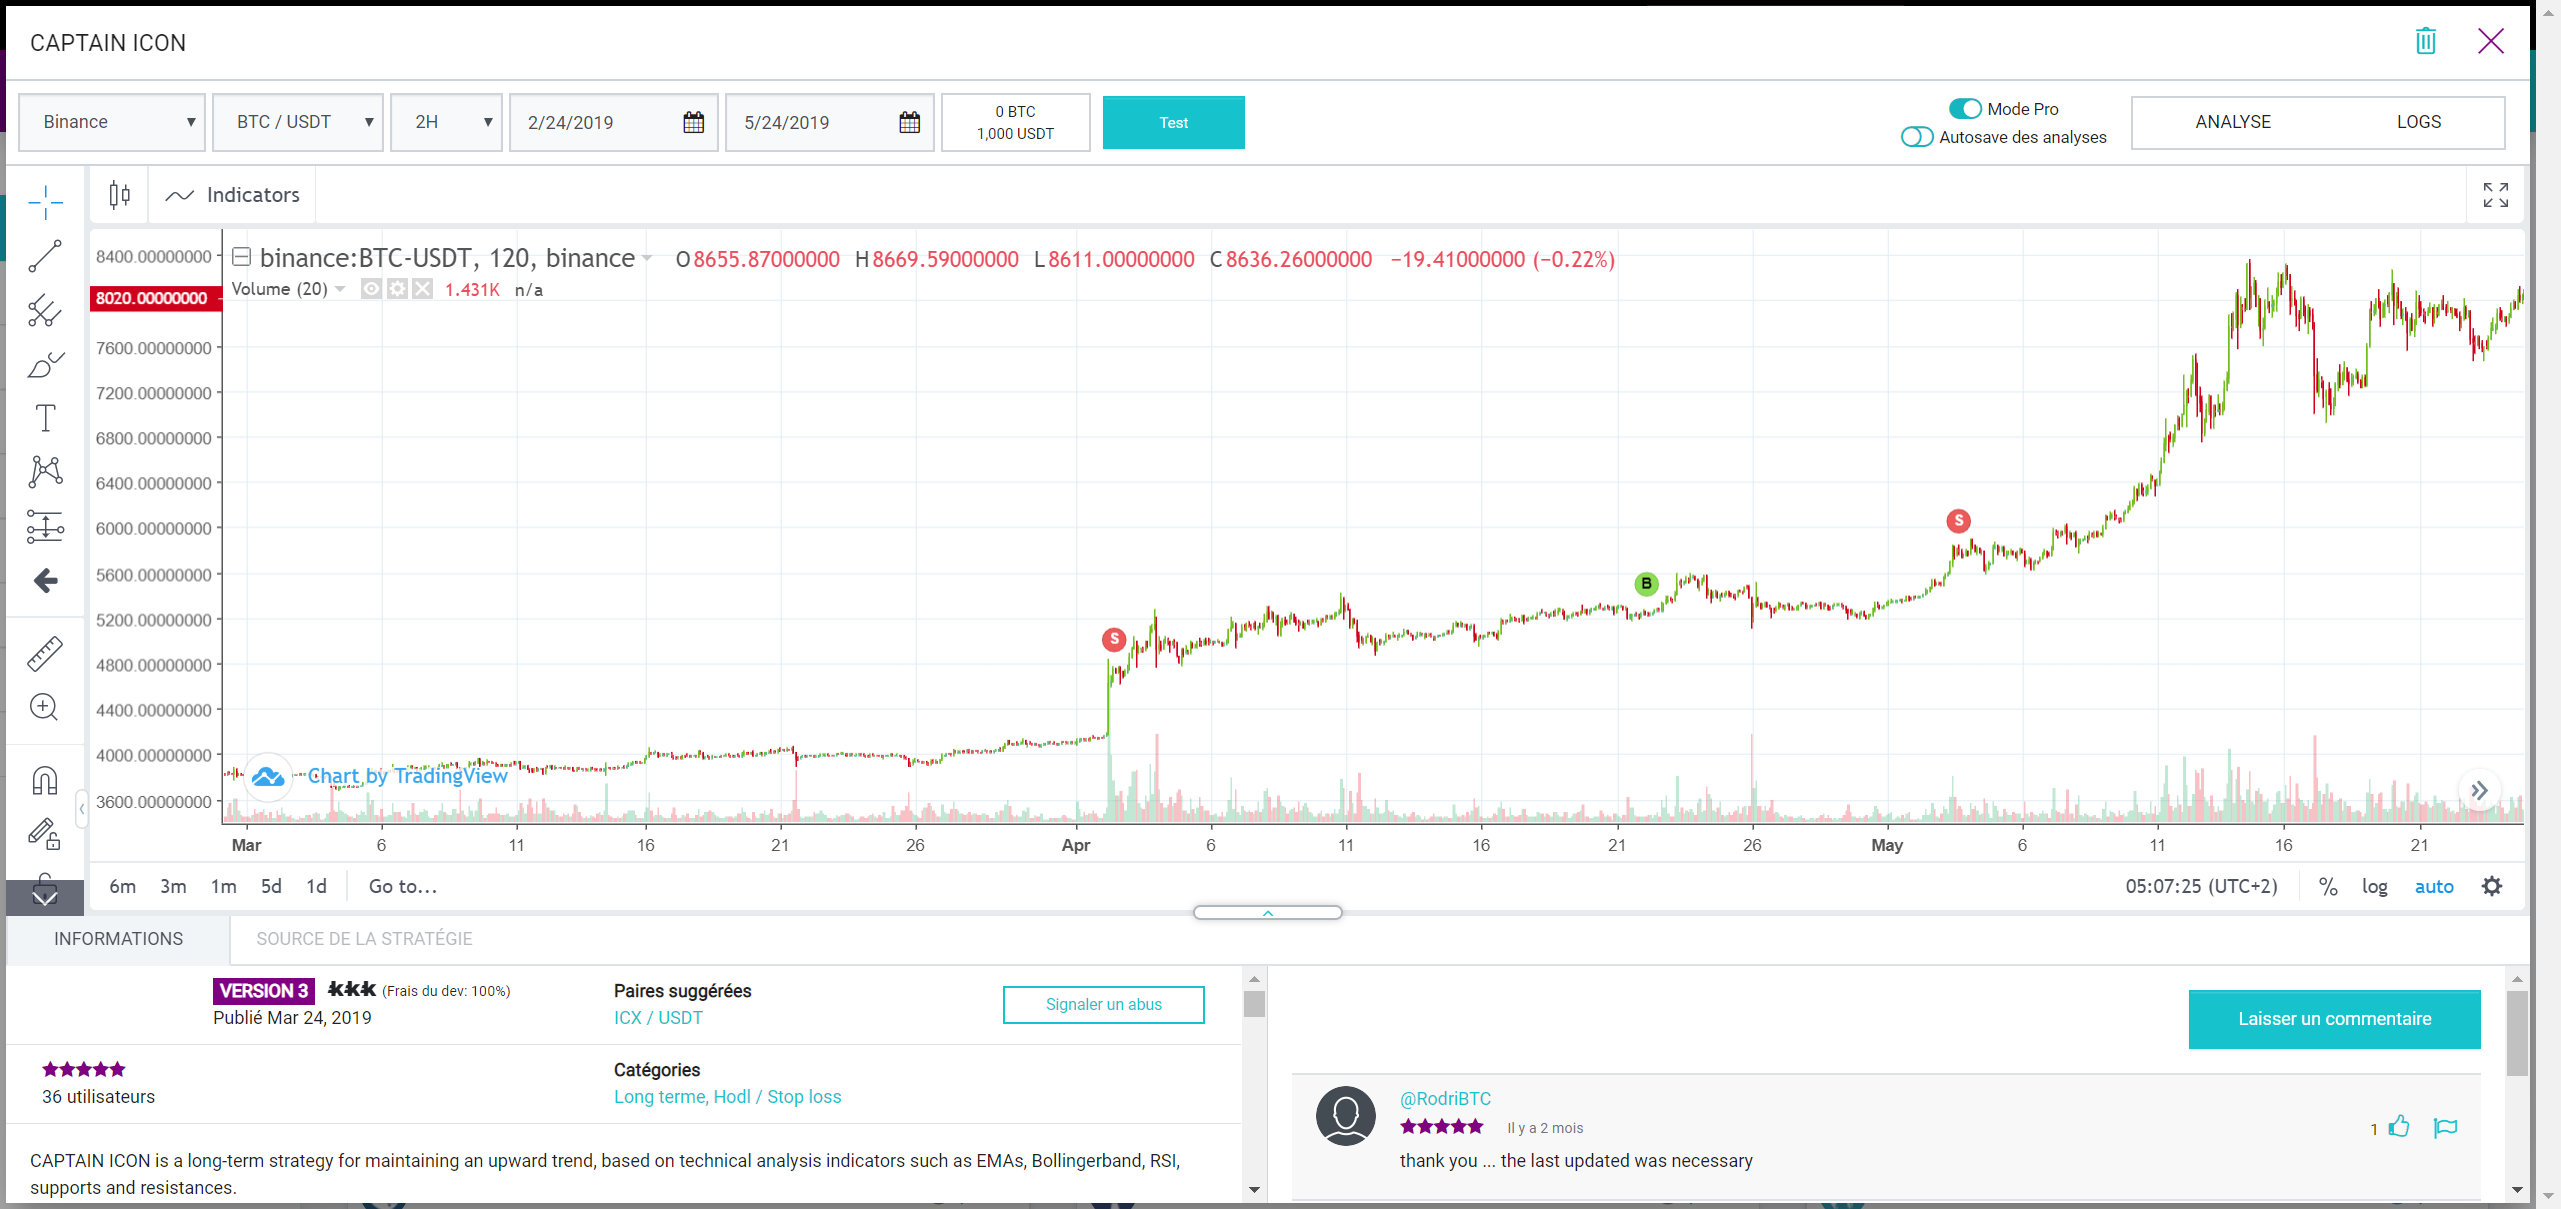 CAPTAIN ICON
Binance
BTC / USDT
2H
2/24/2019
5/24/2019
0 BTC
1,000 USDT
Test
Mode Pro
Autosave des analyses
ANALYSE
LOGS
Indicators
binance:BTC-USDT, 120, binance O8655.87000000 H8669.59000000 L8611.00000000 C8636.26000000 −19.41000000 (−0.22%)
Volume (20) 1.431K n/a
8400.00000000
8020.00000000
7600.00000000
7200.00000000
6800.00000000
6400.00000000
6000.00000000
5600.00000000
5200.00000000
4800.00000000
4400.00000000
4000.00000000
3600.00000000
S
B
S
Chart by TradingView
Mar 6 11 16 21 26 Apr 6 11 16 21 26 May 6 11 16 21
6m 3m 1m 5d 1d Go to...
05:07:25 (UTC+2) % log auto
INFORMATIONS
SOURCE DE LA STRATÉGIE
VERSION 3 kkk (Frais du dev: 100%)
Publié Mar 24, 2019
Paires suggérées
ICX / USDT
Signaler un abus
36 utilisateurs
Catégories
Long terme, Hodl / Stop loss
CAPTAIN ICON is a long-term strategy for maintaining an upward trend, based on technical analysis indicators such as EMAs, Bollingerband, RSI,
supports and resistances.
Laisser un commentaire
@RodriBTC
Il y a 2 mois
1
thank you ... the last updated was necessary